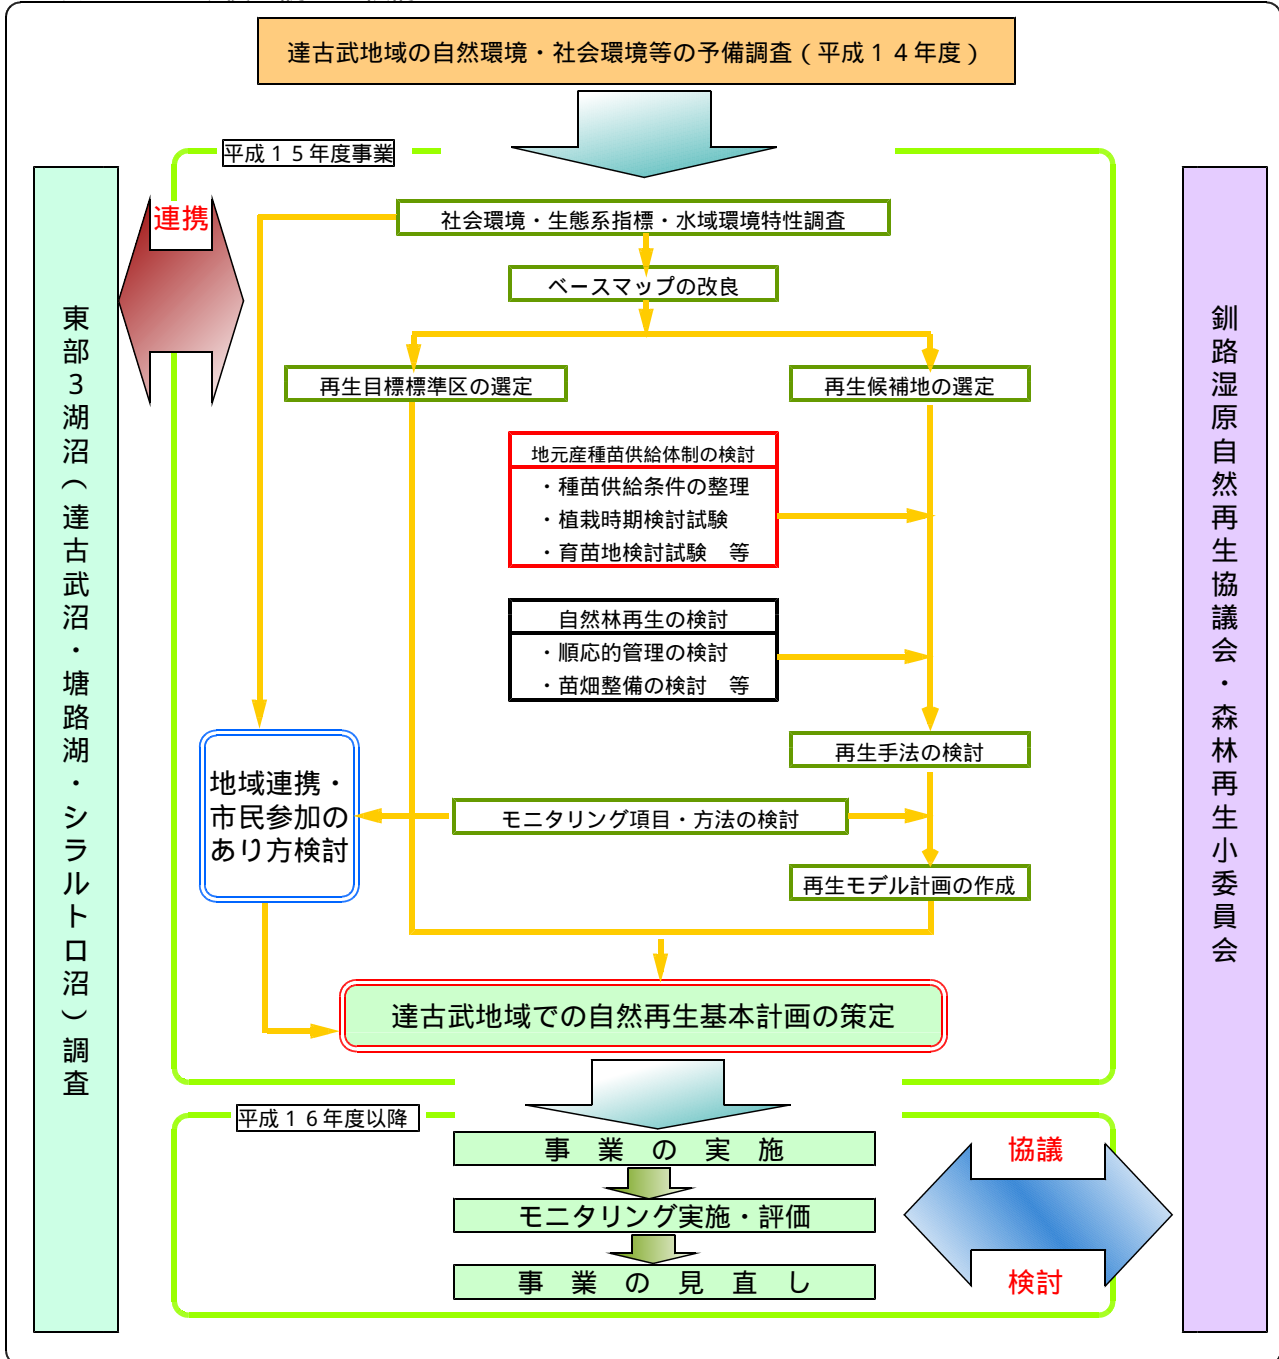 達古武地域の自然環境・社会環境等の予備調査（平成１４年度）
平成１５年度事業
連携
社会環境・生態系指標・水域環境特性調査
ベースマップの改良
再生目標標準区の選定
再生候補地の選定
地元産種苗供給体制の検討
・種苗供給条件の整理
・植栽時期検討試験
・育苗地検討試験　等
自然林再生の検討
・順応的管理の検討
・苗畑整備の検討　等
再生手法の検討
地域連携・
市民参加の
あり方検討
モニタリング項目・方法の検討
再生モデル計画の作成
達古武地域での自然再生基本計画の策定
平成１６年度以降
事　業　の　実　施
モニタリング実施・評価
事　業　の　見　直　し
協議
検討
東部３湖沼（達古武沼・塘路湖・シラルトロ沼）調査
釧路湿原自然再生協議会・森林再生小委員会